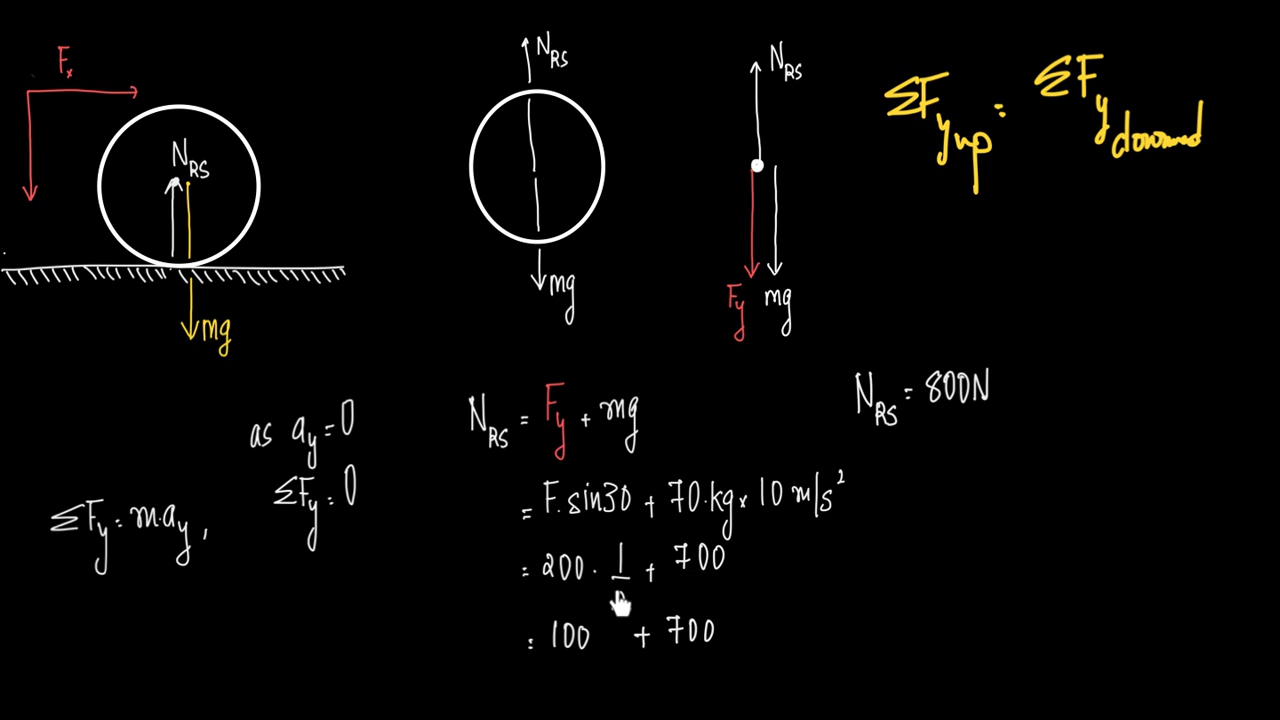 Fx
NRS
mg
NRS
mg
NRS
Fy mg
ΣFy up = ΣFy downward
as ay = 0
ΣFy = m.ay, ΣFy = 0
NRS = Fy + mg
= F.sin30 + 70.kg × 10 m/s²
= 200 . 1/2 + 700
= 100 + 700
NRS = 800N